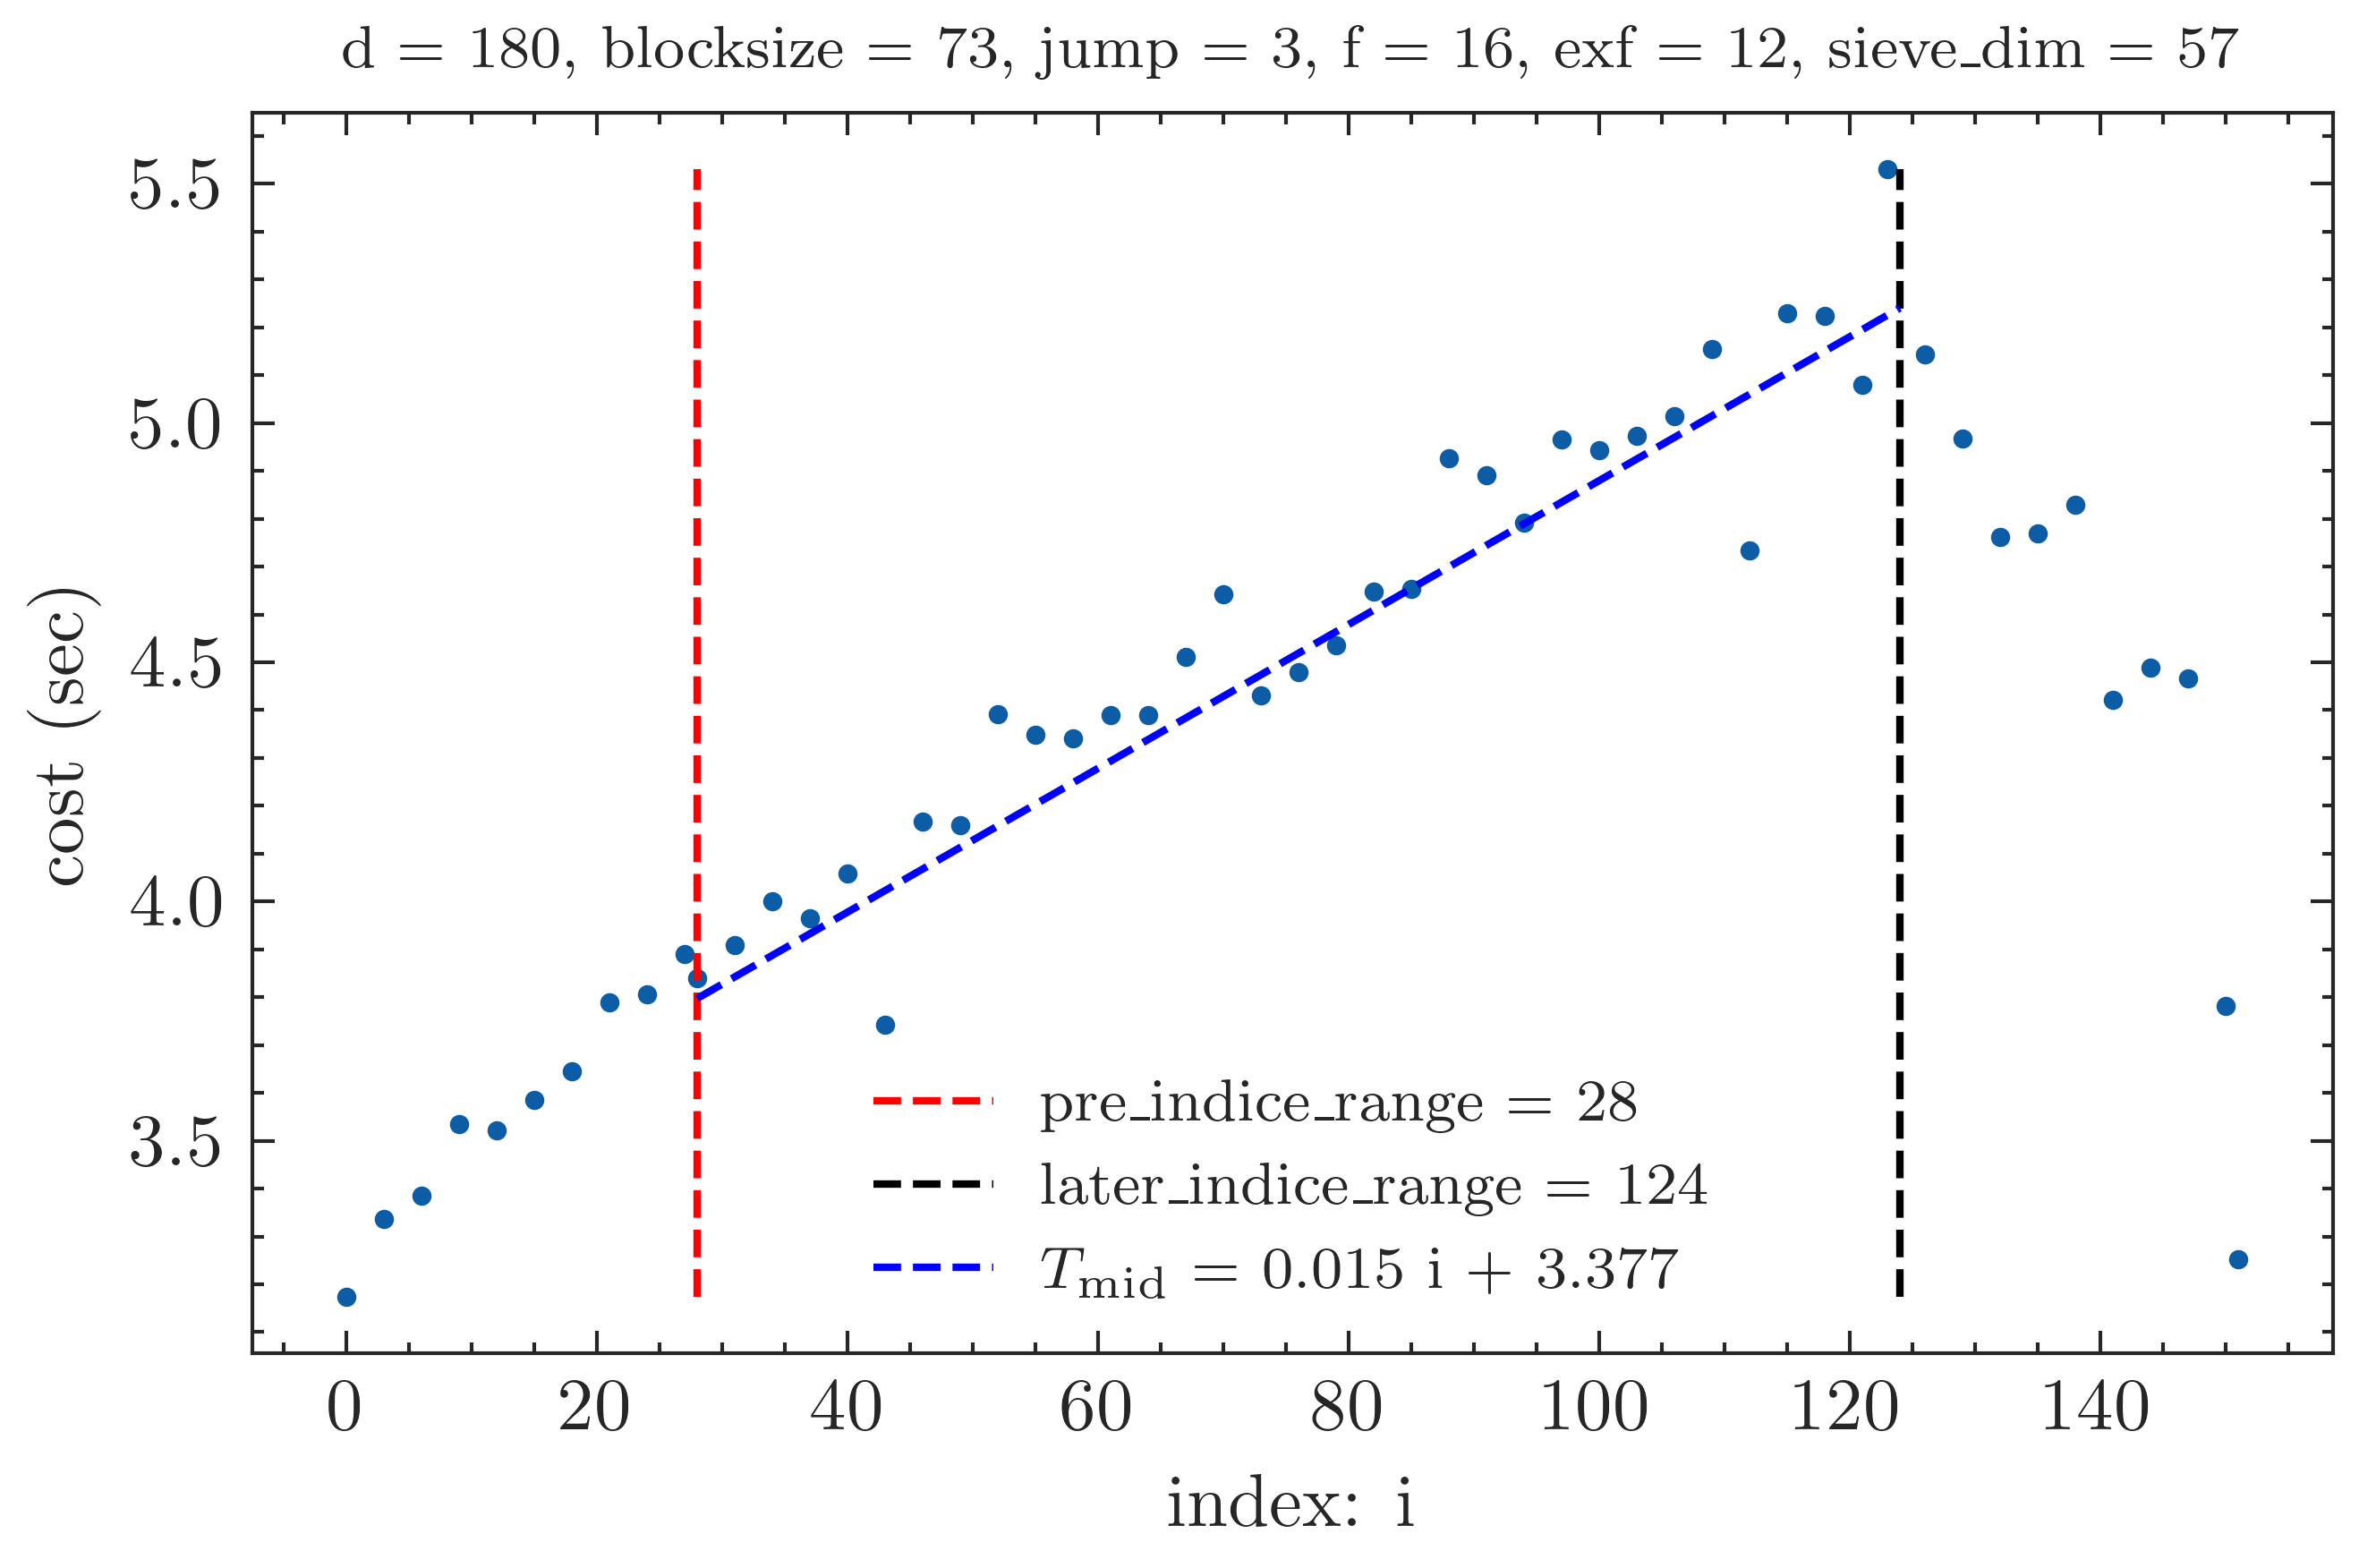 d = 180, blocksize = 73, jump = 3, f = 16, exf = 12, sieve_dim = 57
cost (sec)
5.5
5.0
4.5
4.0
3.5
pre_indice_range = 28
later_indice_range = 124
T_mid = 0.015 i + 3.377
0 20 40 60 80 100 120 140
index: i